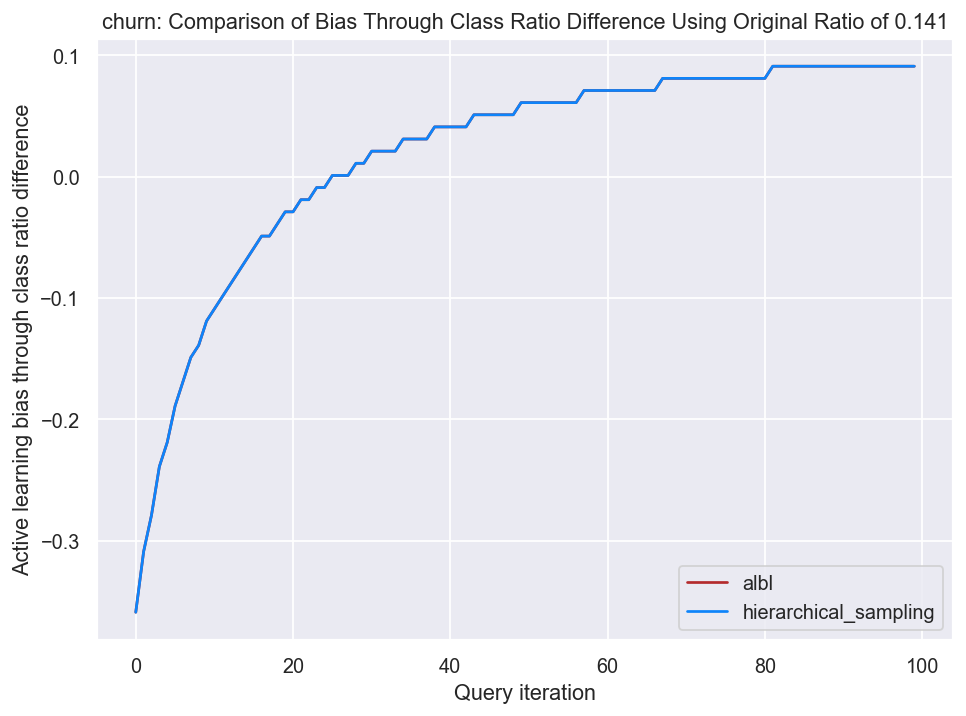 churn: Comparison of Bias Through Class Ratio Difference Using Original Ratio of 0.141
Active learning bias through class ratio difference
0.1
0.0
−0.1
−0.2
−0.3
albl
hierarchical_sampling
0
20
40
60
80
100
Query iteration